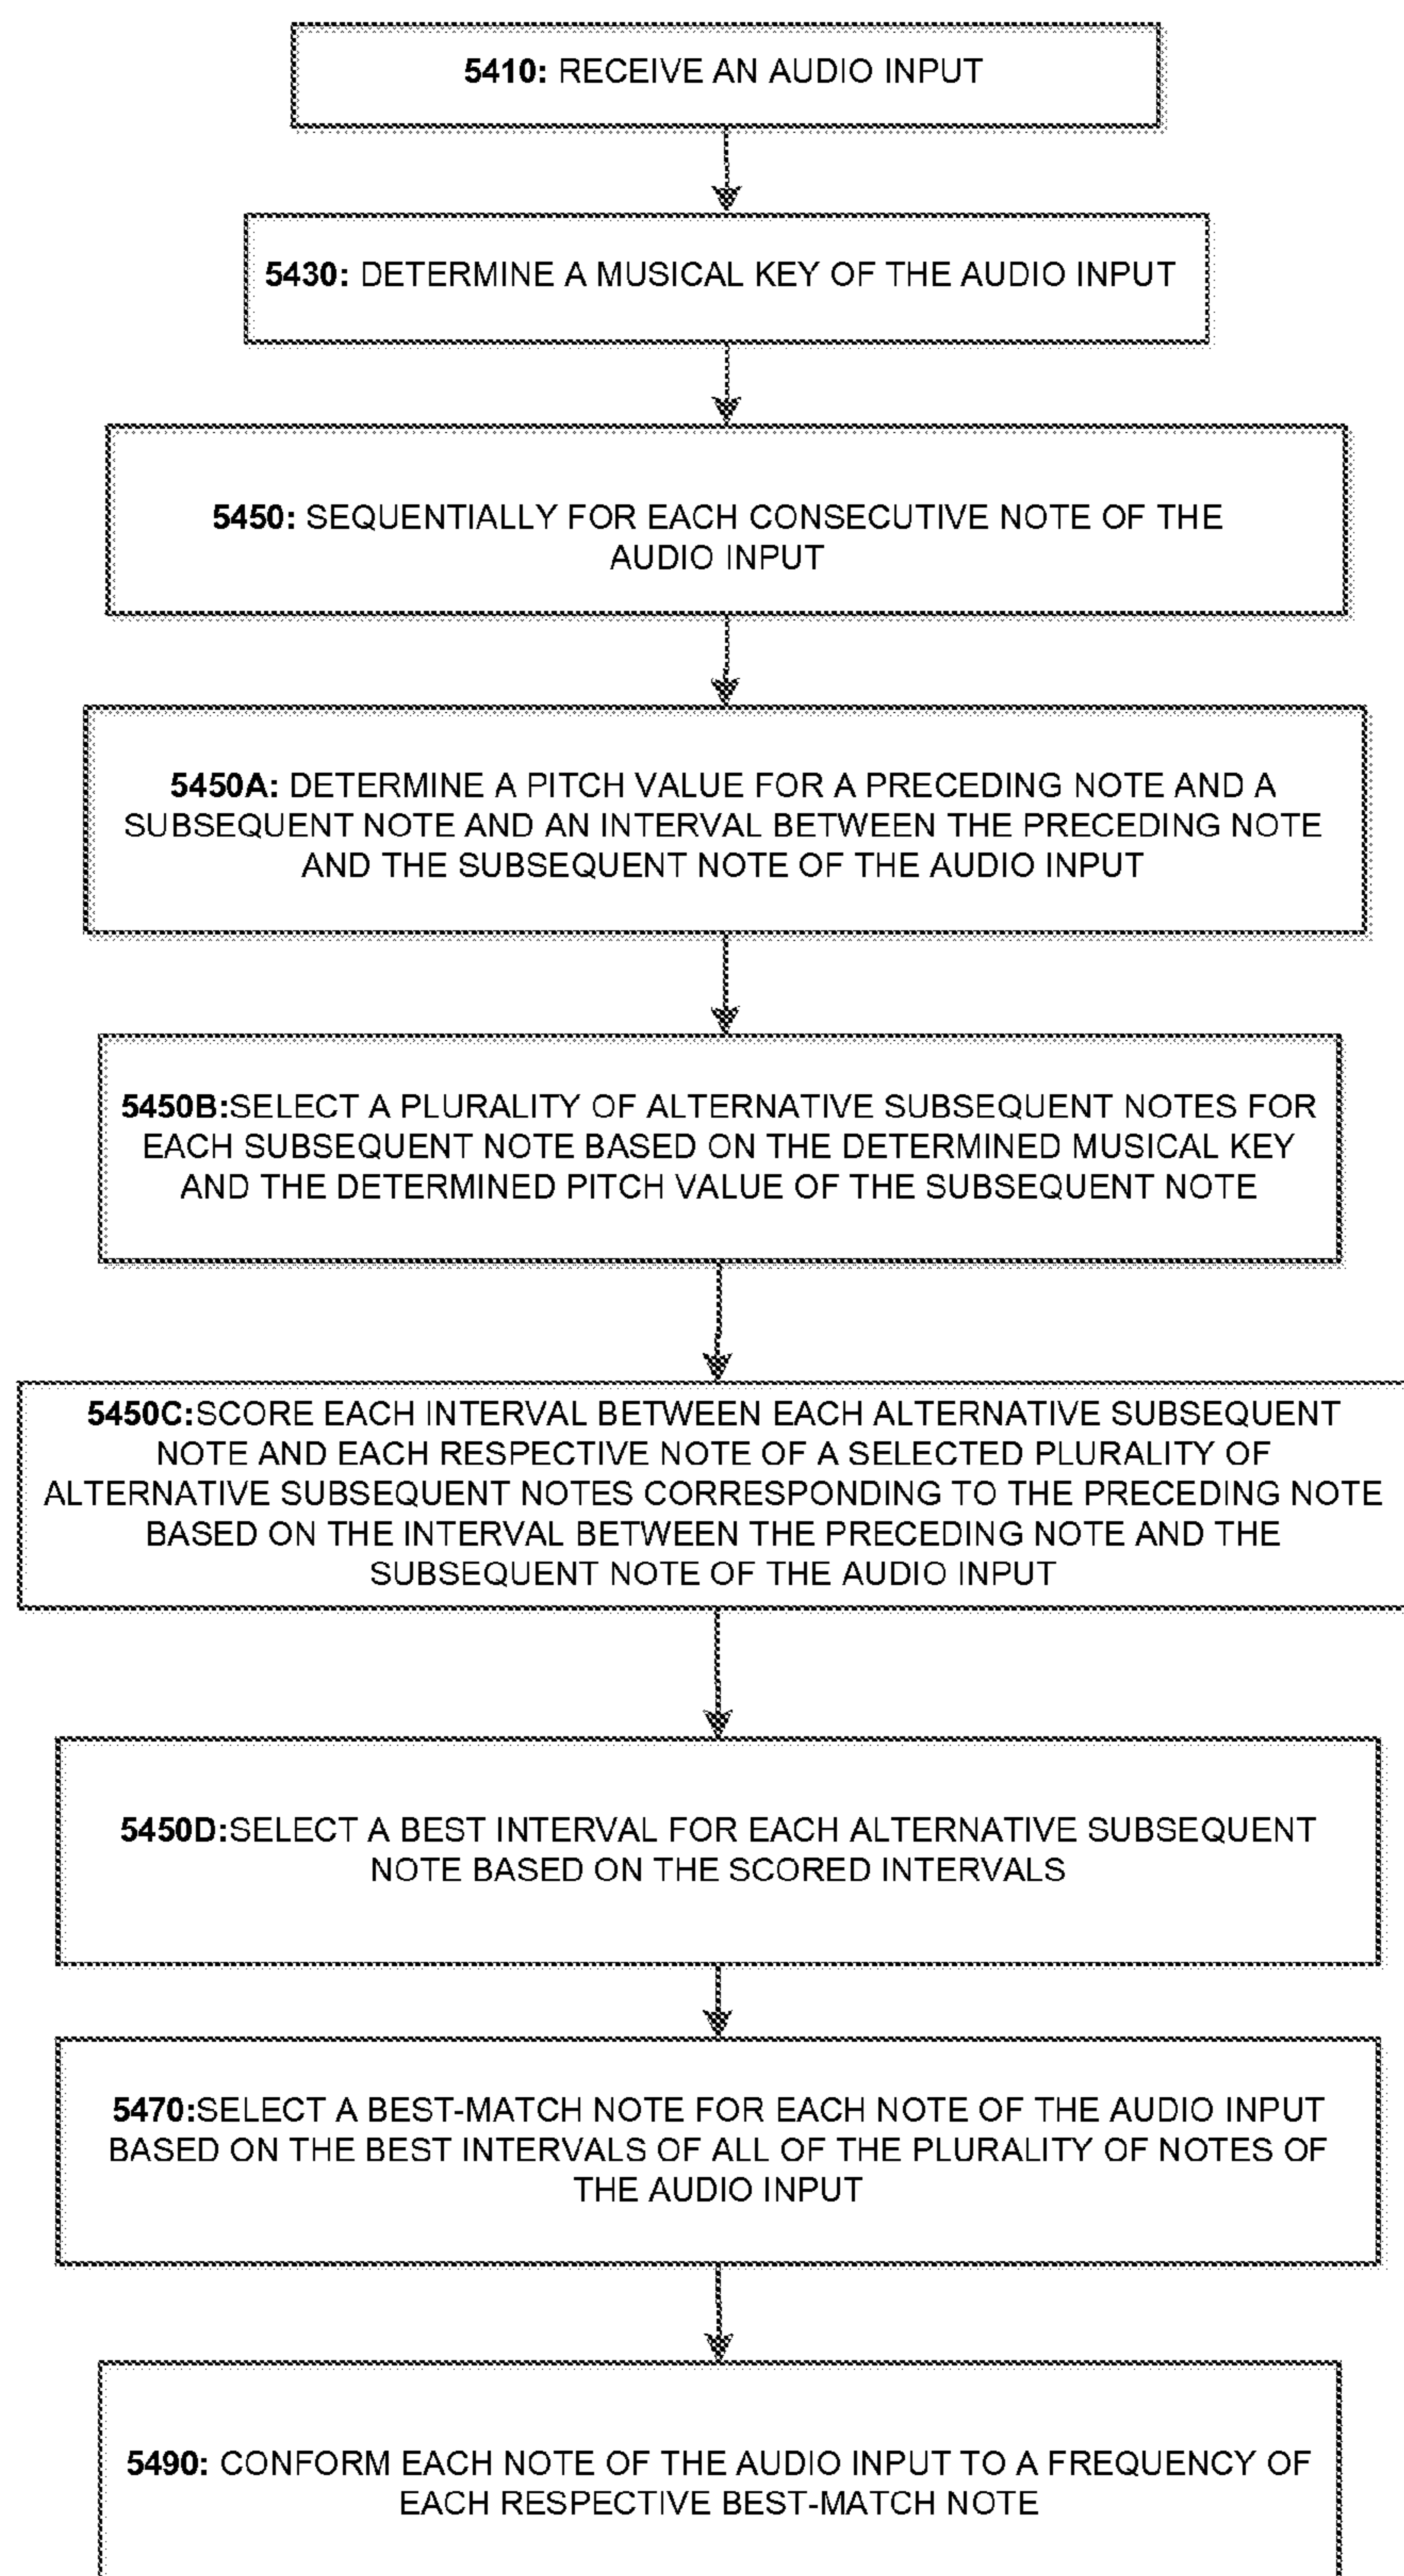 5410: RECEIVE AN AUDIO INPUT
5430: DETERMINE A MUSICAL KEY OF THE AUDIO INPUT
5450: SEQUENTIALLY FOR EACH CONSECUTIVE NOTE OF THE
AUDIO INPUT
5450A: DETERMINE A PITCH VALUE FOR A PRECEDING NOTE AND A
SUBSEQUENT NOTE AND AN INTERVAL BETWEEN THE PRECEDING NOTE
AND THE SUBSEQUENT NOTE OF THE AUDIO INPUT
5450B:SELECT A PLURALITY OF ALTERNATIVE SUBSEQUENT NOTES FOR
EACH SUBSEQUENT NOTE BASED ON THE DETERMINED MUSICAL KEY
AND THE DETERMINED PITCH VALUE OF THE SUBSEQUENT NOTE
5450C:SCORE EACH INTERVAL BETWEEN EACH ALTERNATIVE SUBSEQUENT
NOTE AND EACH RESPECTIVE NOTE OF A SELECTED PLURALITY OF
ALTERNATIVE SUBSEQUENT NOTES CORRESPONDING TO THE PRECEDING NOTE
BASED ON THE INTERVAL BETWEEN THE PRECEDING NOTE AND THE
SUBSEQUENT NOTE OF THE AUDIO INPUT
5450D:SELECT A BEST INTERVAL FOR EACH ALTERNATIVE SUBSEQUENT
NOTE BASED ON THE SCORED INTERVALS
5470:SELECT A BEST-MATCH NOTE FOR EACH NOTE OF THE AUDIO INPUT
BASED ON THE BEST INTERVALS OF ALL OF THE PLURALITY OF NOTES OF
THE AUDIO INPUT
5490: CONFORM EACH NOTE OF THE AUDIO INPUT TO A FREQUENCY OF
EACH RESPECTIVE BEST-MATCH NOTE